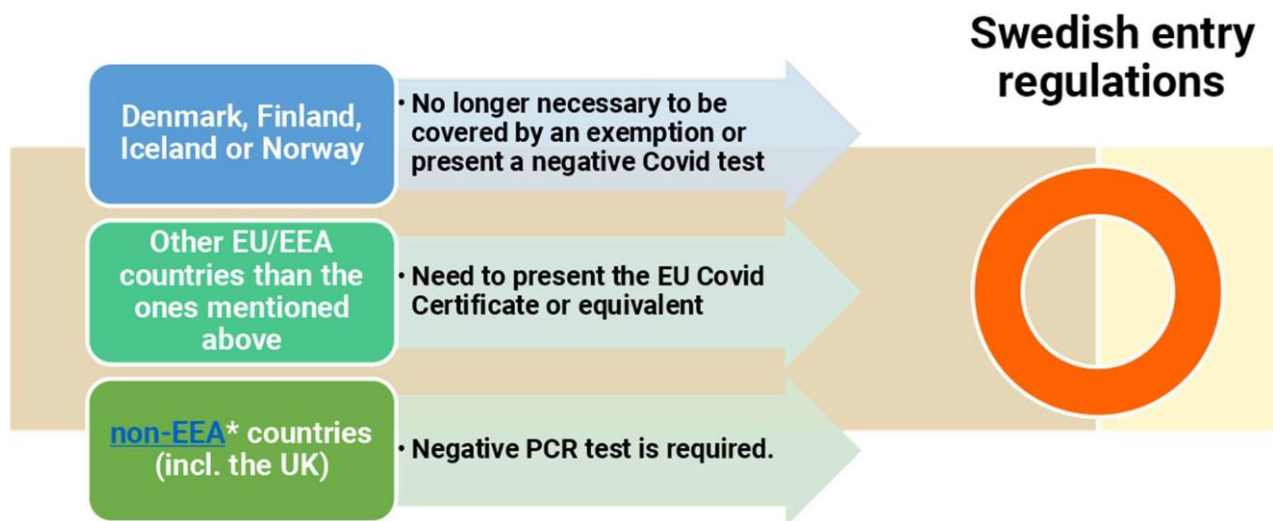 Swedish entry
regulations
Denmark, Finland,
Iceland or Norway
• No longer necessary to be
covered by an exemption or
present a negative Covid test
Other EU/EEA
countries than the
ones mentioned
above
• Need to present the EU Covid
Certificate or equivalent
non-EEA* countries
(incl. the UK)
• Negative PCR test is required.